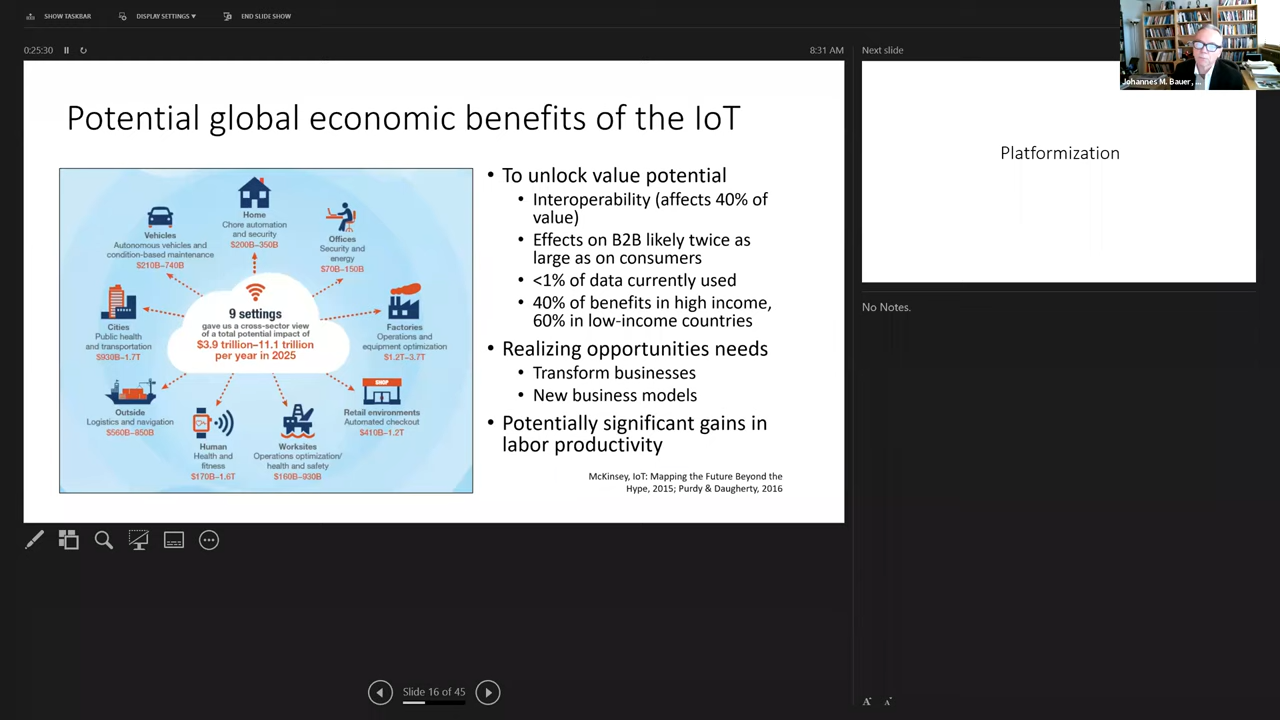 SHOW TASKBAR
DISPLAY SETTINGS ▾
END SLIDE SHOW
0:25:30
8:31 AM
Next slide
Johannes M. Bauer, ...
Potential global economic benefits of the IoT
Home
Chore automation
and security
$200B–350B
Vehicles
Autonomous vehicles and
condition-based maintenance
$210B–740B
Offices
Security and
energy
$70B–150B
Cities
Public health
and transportation
$930B–1.7T
9 settings
gave us a cross-sector view
of a total potential impact of
$3.9 trillion–11.1 trillion
per year in 2025
Factories
Operations and
equipment optimization
$1.2T–3.7T
Outside
Logistics and navigation
$560B–850B
SHOP
Retail environments
Automated checkout
$410B–1.2T
Human
Health and
fitness
$170B–1.6T
Worksites
Operations optimization/
health and safety
$160B–930B
• To unlock value potential
• Interoperability (affects 40% of
value)
• Effects on B2B likely twice as
large as on consumers
• <1% of data currently used
• 40% of benefits in high income,
60% in low-income countries
• Realizing opportunities needs
• Transform businesses
• New business models
• Potentially significant gains in
labor productivity
McKinsey, IoT: Mapping the Future Beyond the
Hype, 2015; Purdy & Daugherty, 2016
Platformization
No Notes.
Slide 16 of 45
A A